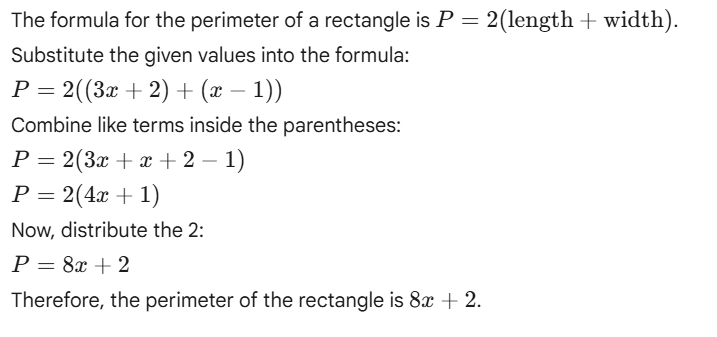 The formula for the perimeter of a rectangle is P = 2(length + width).
Substitute the given values into the formula:
P = 2((3x + 2) + (x − 1))
Combine like terms inside the parentheses:
P = 2(3x + x + 2 − 1)
P = 2(4x + 1)
Now, distribute the 2:
P = 8x + 2
Therefore, the perimeter of the rectangle is 8x + 2.